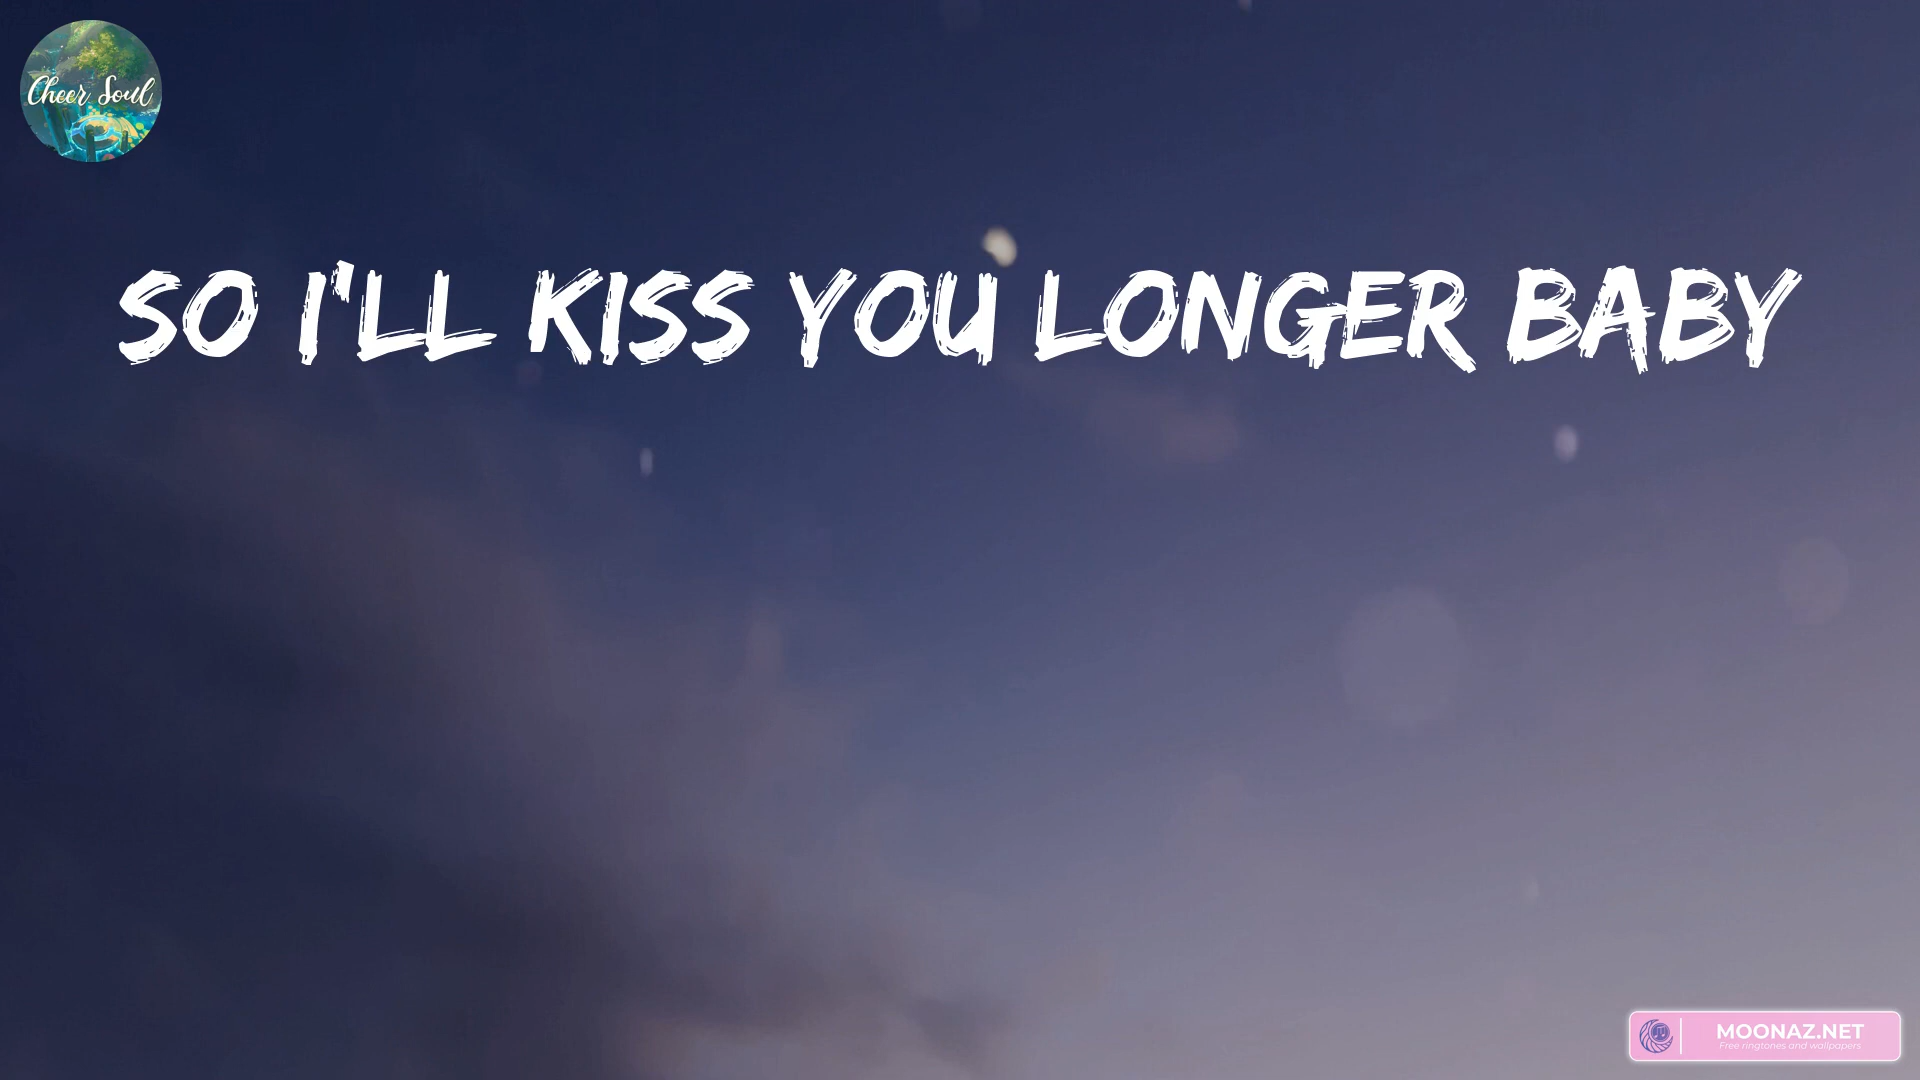 Cheer Soul
SO I'LL KISS YOU LONGER BABY
MOONAZ.NET
Free ringtones and wallpapers